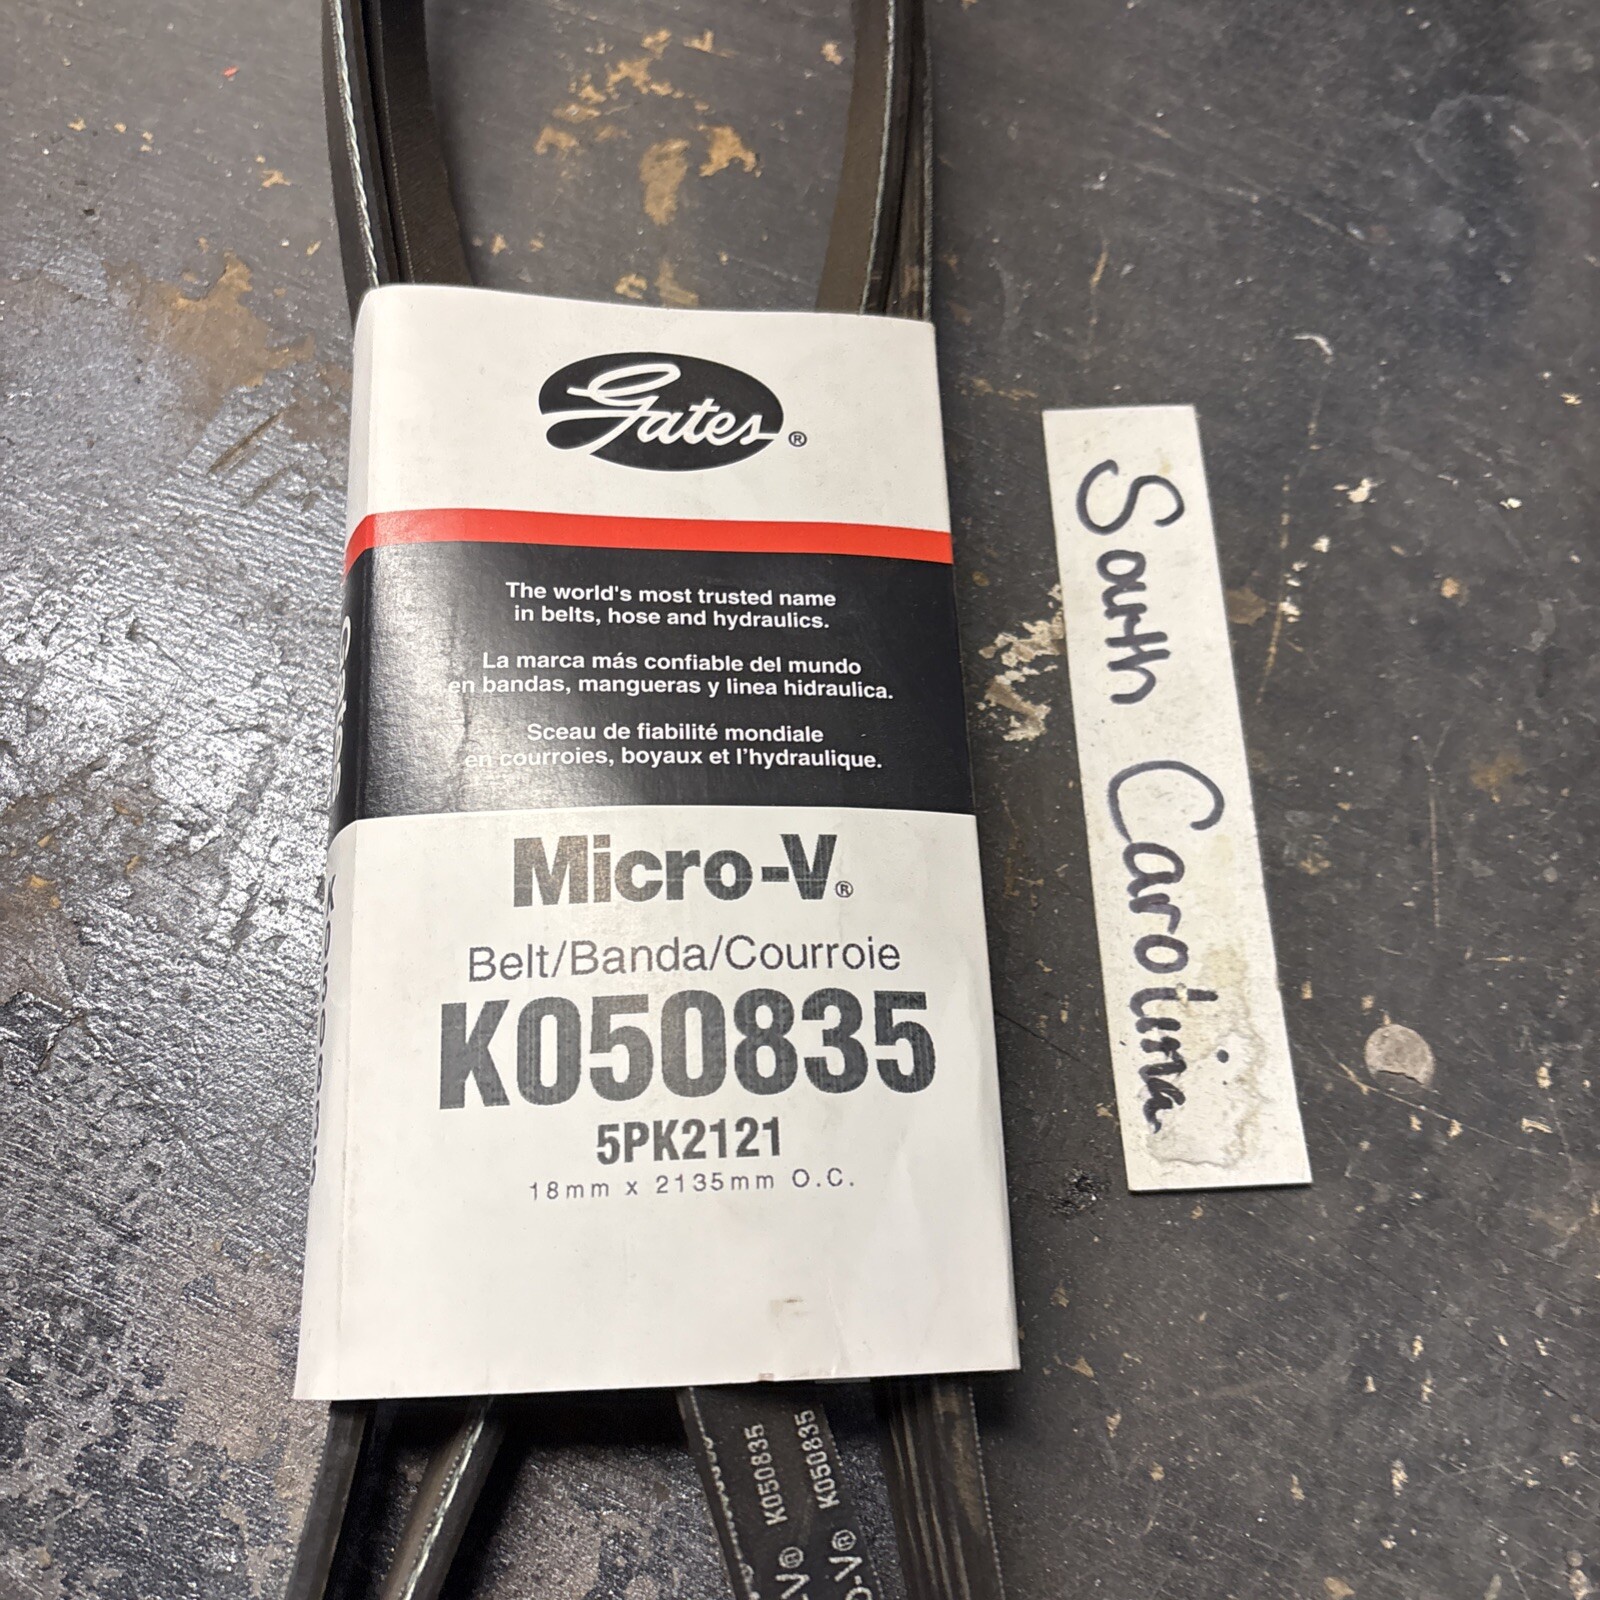 Gates®
The world's most trusted name
in belts, hose and hydraulics.
La marca más confiable del mundo
en bandas, mangueras y linea hidraulica.
Sceau de fiabilité mondiale
en courroies, boyaux et l'hydraulique.
Micro-V®
Belt/Banda/Courroie
K050835
5PK2121
18mm x 2135mm O.C.
South Carolina
K050835
K050835